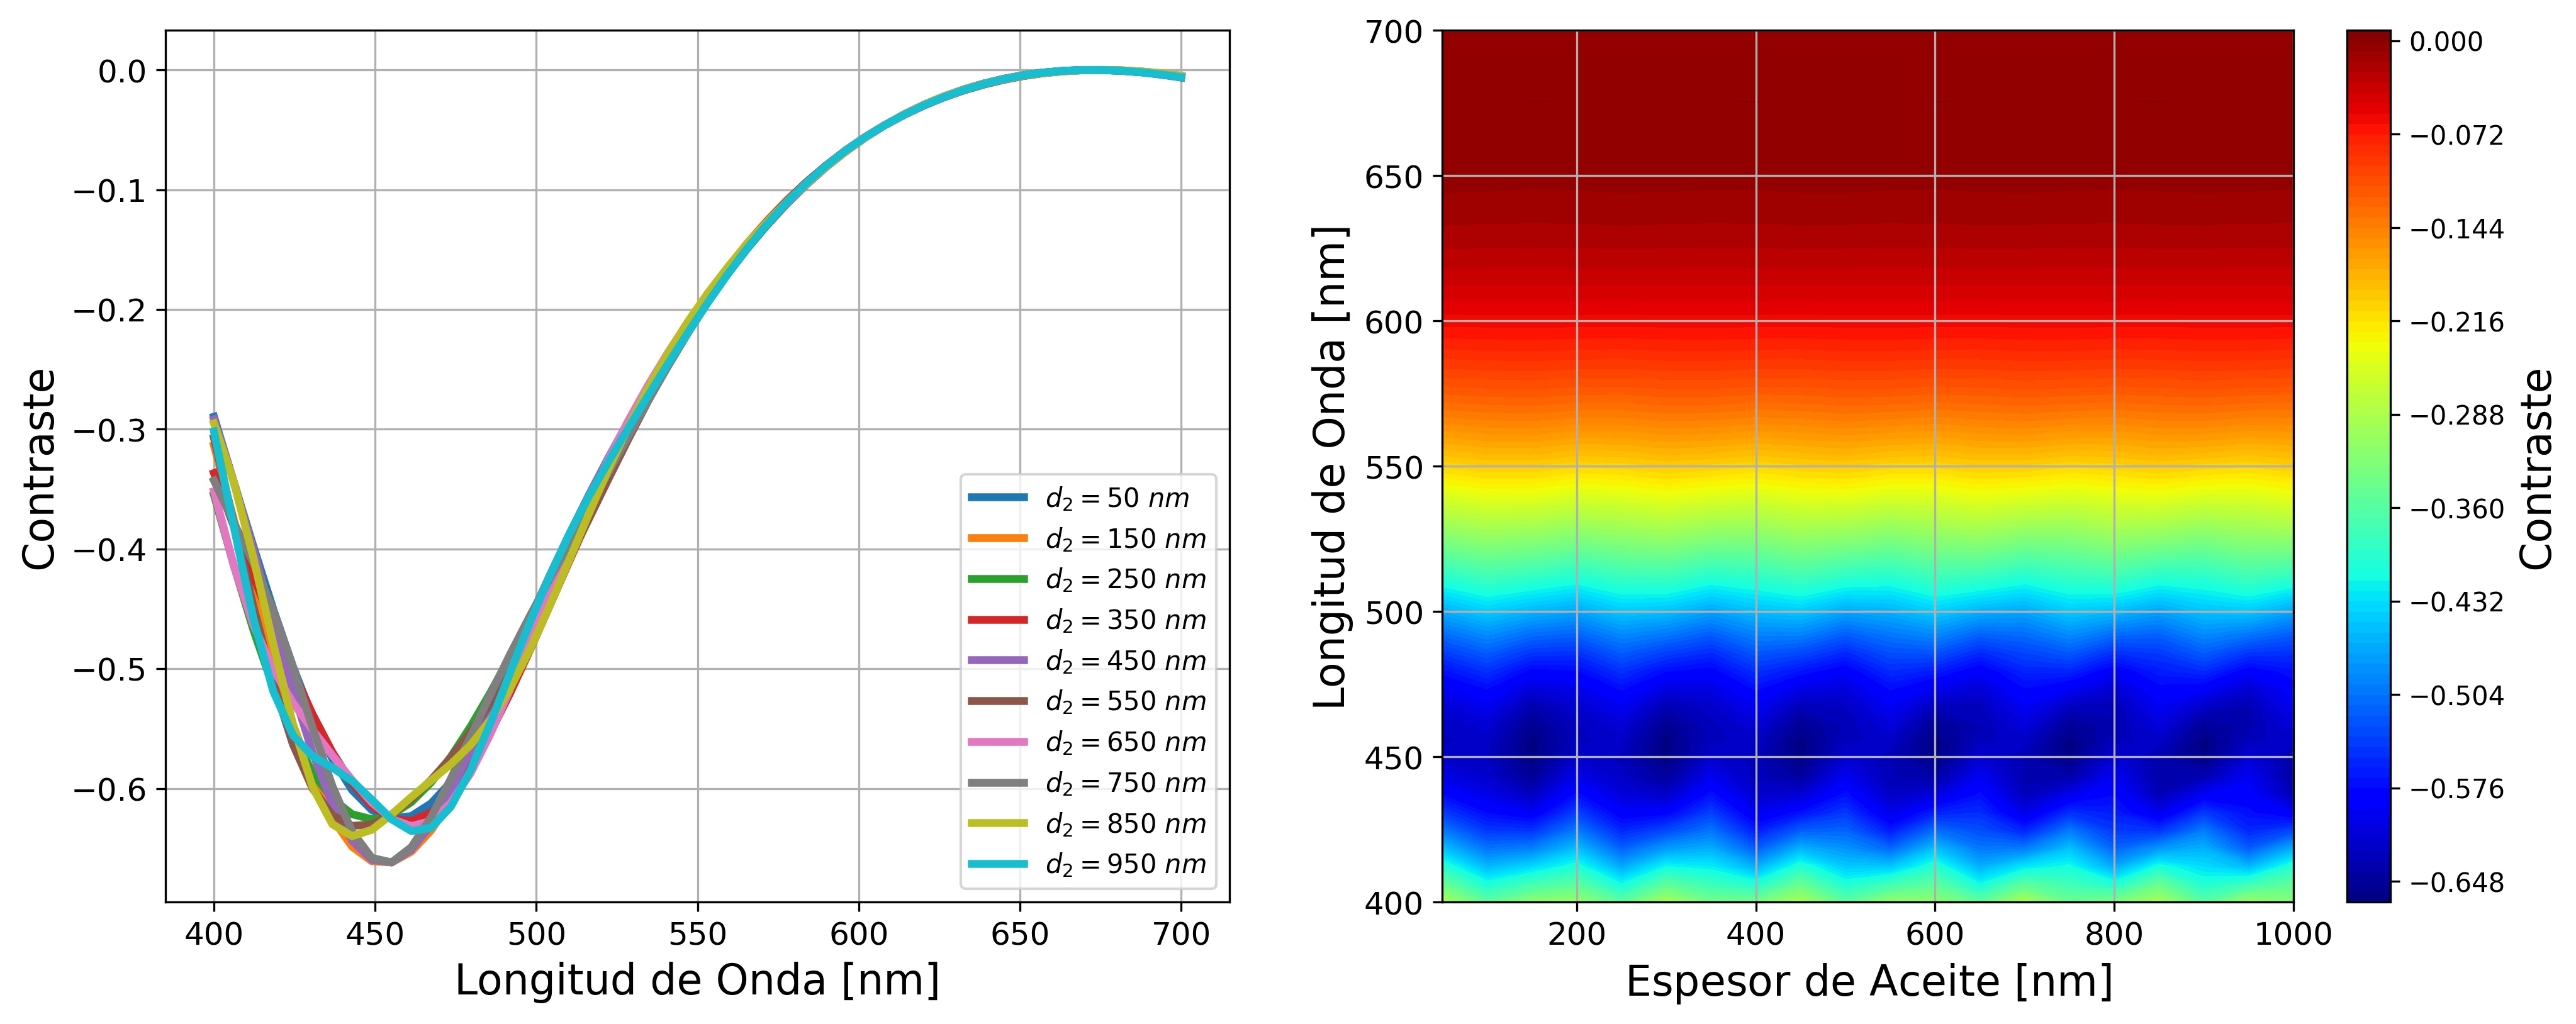 0.0
−0.1
−0.2
−0.3
−0.4
−0.5
−0.6
Contraste
400 450 500 550 600 650 700
Longitud de Onda [nm]
d₂ = 50 nm
d₂ = 150 nm
d₂ = 250 nm
d₂ = 350 nm
d₂ = 450 nm
d₂ = 550 nm
d₂ = 650 nm
d₂ = 750 nm
d₂ = 850 nm
d₂ = 950 nm
700
650
600
550
500
450
400
Longitud de Onda [nm]
200 400 600 800 1000
Espesor de Aceite [nm]
0.000
−0.072
−0.144
−0.216
−0.288
−0.360
−0.432
−0.504
−0.576
−0.648
Contraste